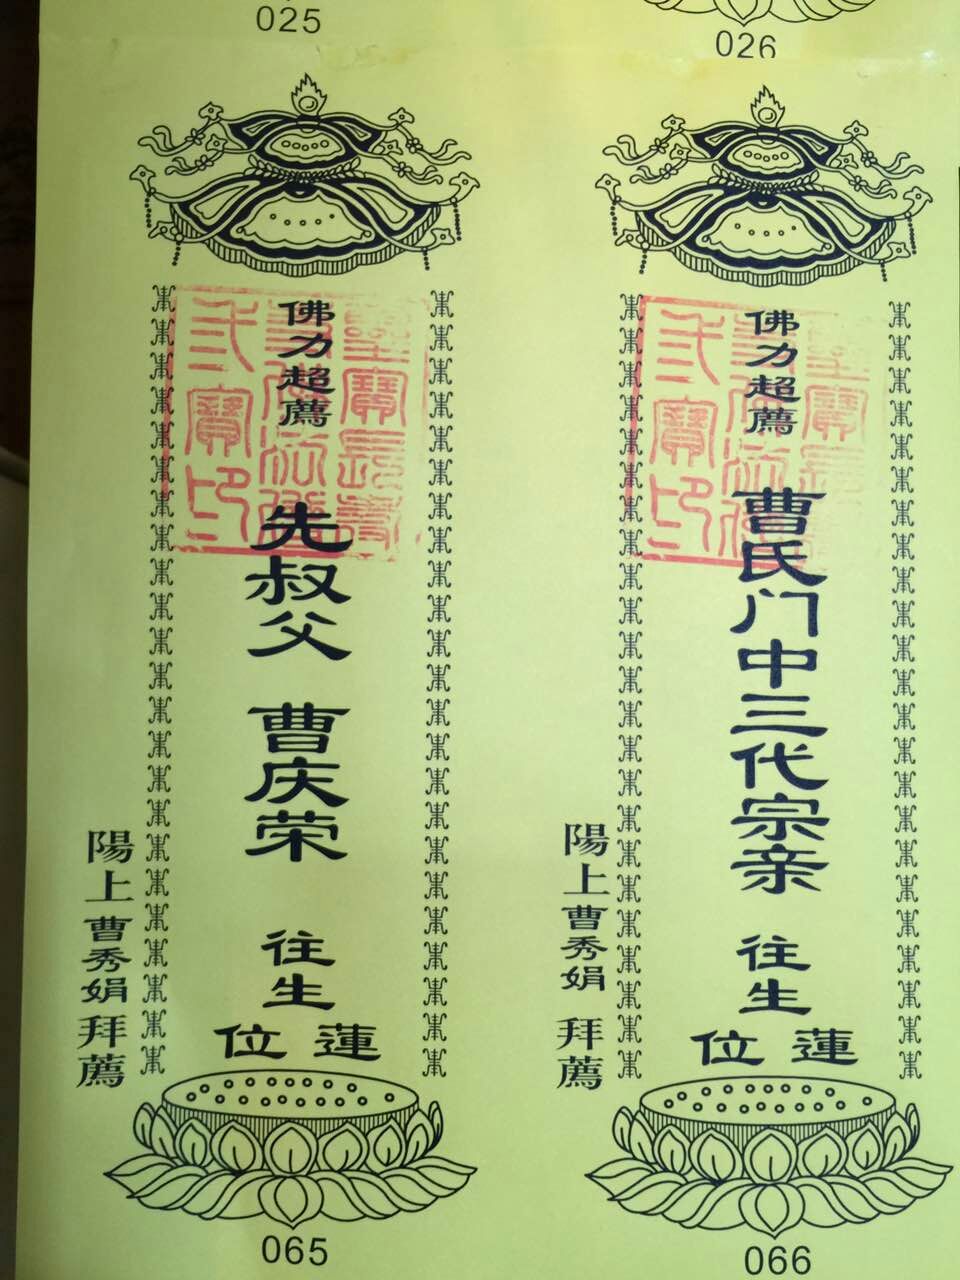 025
026
佛力超薦
先叔父 曹庆荣
往生
蓮位
陽上曹秀娟拜薦
065
佛力超薦
曹氏门中三代宗亲
往生
蓮位
陽上曹秀娟拜薦
066